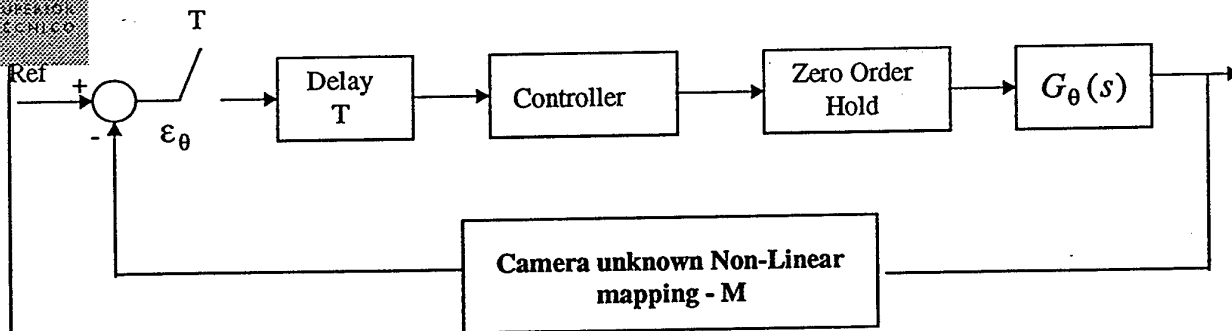 T
Ref
+
-
ε_θ
Delay
T
Controller
Zero Order
Hold
G_θ(s)
Camera unknown Non-Linear
mapping - M